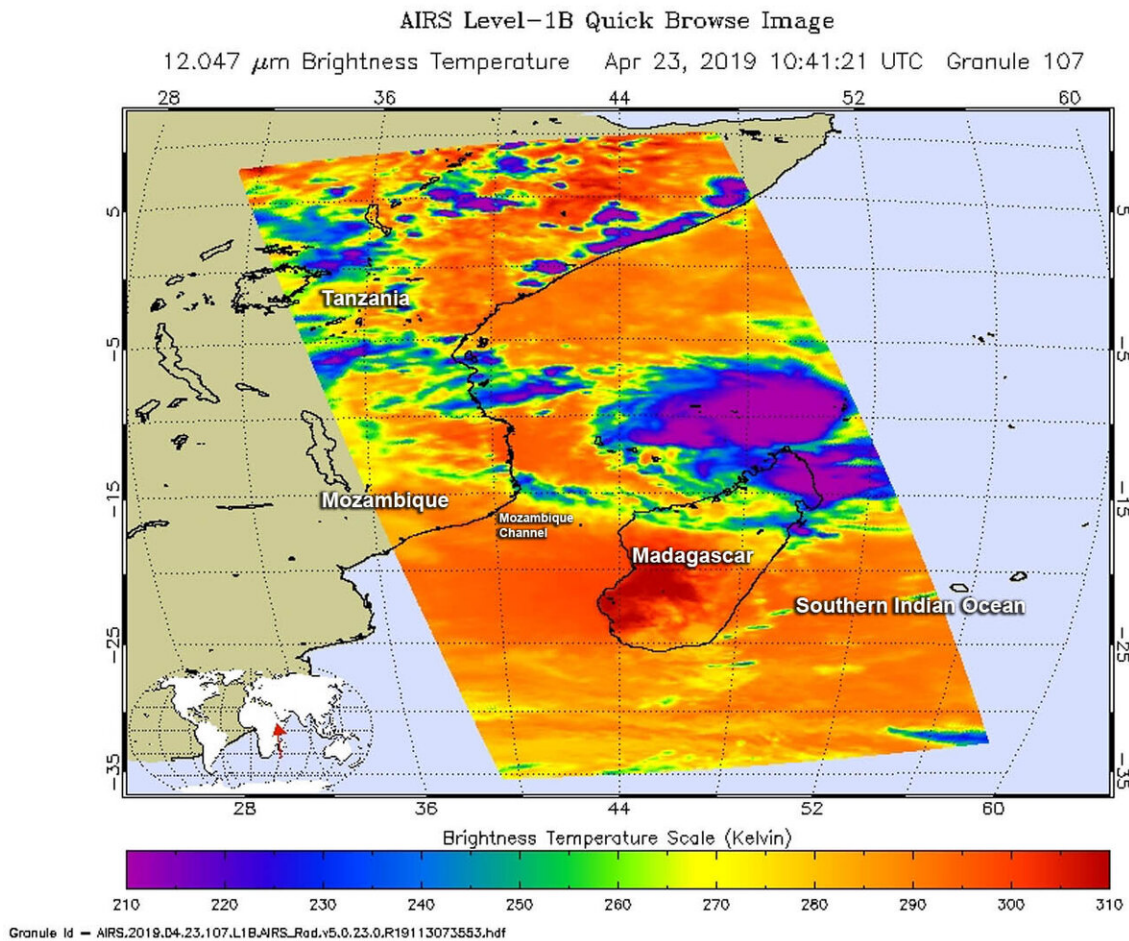 AIRS Level-1B Quick Browse Image
12.047 μm Brightness Temperature Apr 23, 2019 10:41:21 UTC Granule 107
28 36 44 52 60
5 5
Tanzania
-5 -5
Mozambique
-15 -15
Mozambique
Channel
Madagascar
Southern Indian Ocean
-25 -25
-35 -35
28 36 44 52 60
Brightness Temperature Scale (Kelvin)
210 220 230 240 250 260 270 280 290 300 310
Granule Id – AIRS.2019.04.23.107.L1B.AIRS_Rad.v5.0.23.0.R19113073553.hdf